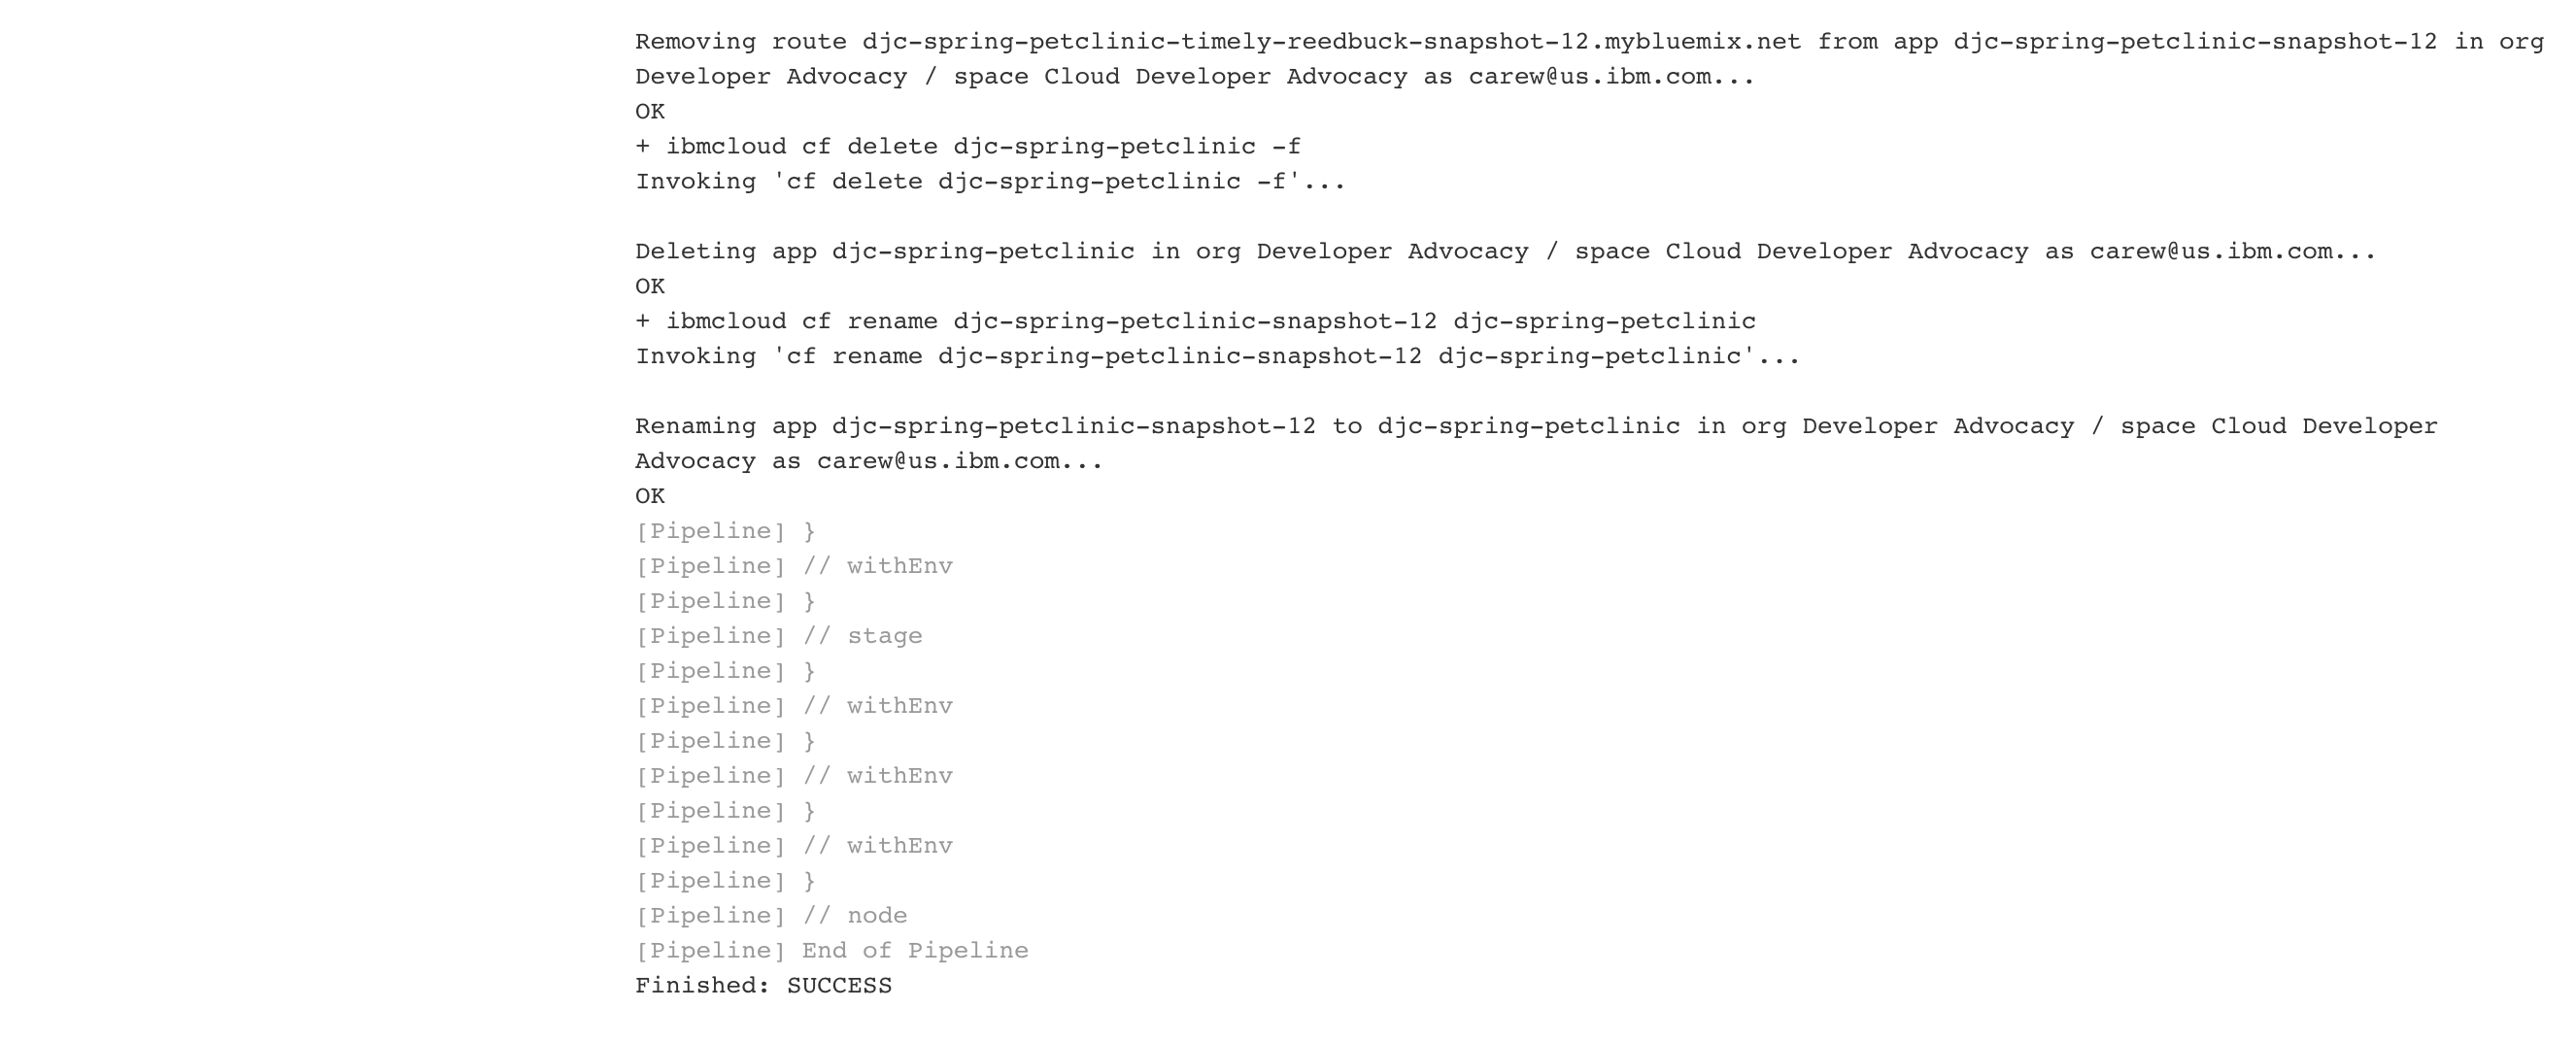 Removing route djc-spring-petclinic-timely-reedbuck-snapshot-12.mybluemix.net from app djc-spring-petclinic-snapshot-12 in org
Developer Advocacy / space Cloud Developer Advocacy as carew@us.ibm.com...
OK
+ ibmcloud cf delete djc-spring-petclinic -f
Invoking 'cf delete djc-spring-petclinic -f'...

Deleting app djc-spring-petclinic in org Developer Advocacy / space Cloud Developer Advocacy as carew@us.ibm.com...
OK
+ ibmcloud cf rename djc-spring-petclinic-snapshot-12 djc-spring-petclinic
Invoking 'cf rename djc-spring-petclinic-snapshot-12 djc-spring-petclinic'...

Renaming app djc-spring-petclinic-snapshot-12 to djc-spring-petclinic in org Developer Advocacy / space Cloud Developer
Advocacy as carew@us.ibm.com...
OK
[Pipeline] }
[Pipeline] // withEnv
[Pipeline] }
[Pipeline] // stage
[Pipeline] }
[Pipeline] // withEnv
[Pipeline] }
[Pipeline] // withEnv
[Pipeline] }
[Pipeline] // withEnv
[Pipeline] }
[Pipeline] // node
[Pipeline] End of Pipeline
Finished: SUCCESS